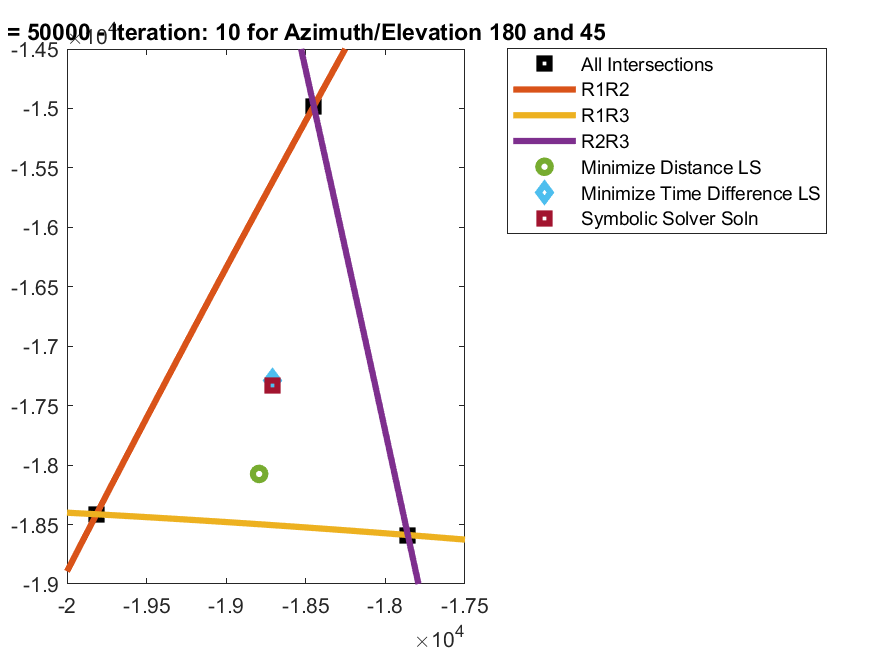 = 50000 - Iteration: 10 for Azimuth/Elevation 180 and 45
×10⁴
-1.45
-1.5
-1.55
-1.6
-1.65
-1.7
-1.75
-1.8
-1.85
-1.9
-2 -1.95 -1.9 -1.85 -1.8 -1.75
×10⁴
All Intersections
R1R2
R1R3
R2R3
Minimize Distance LS
Minimize Time Difference LS
Symbolic Solver Soln